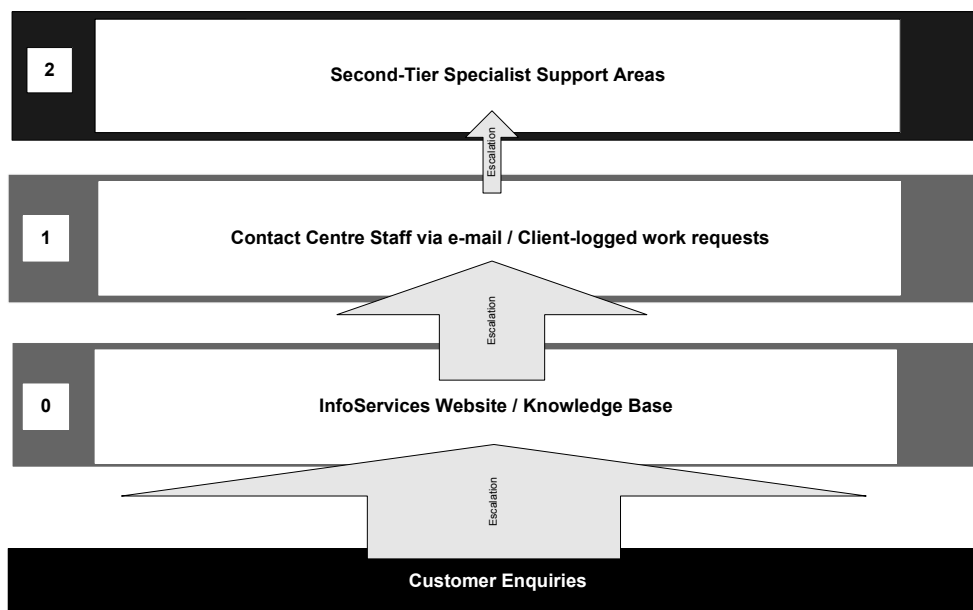 2
Second-Tier Specialist Support Areas
Escalation
1
Contact Centre Staff via e-mail / Client-logged work requests
Escalation
0
InfoServices Website / Knowledge Base
Escalation
Customer Enquiries